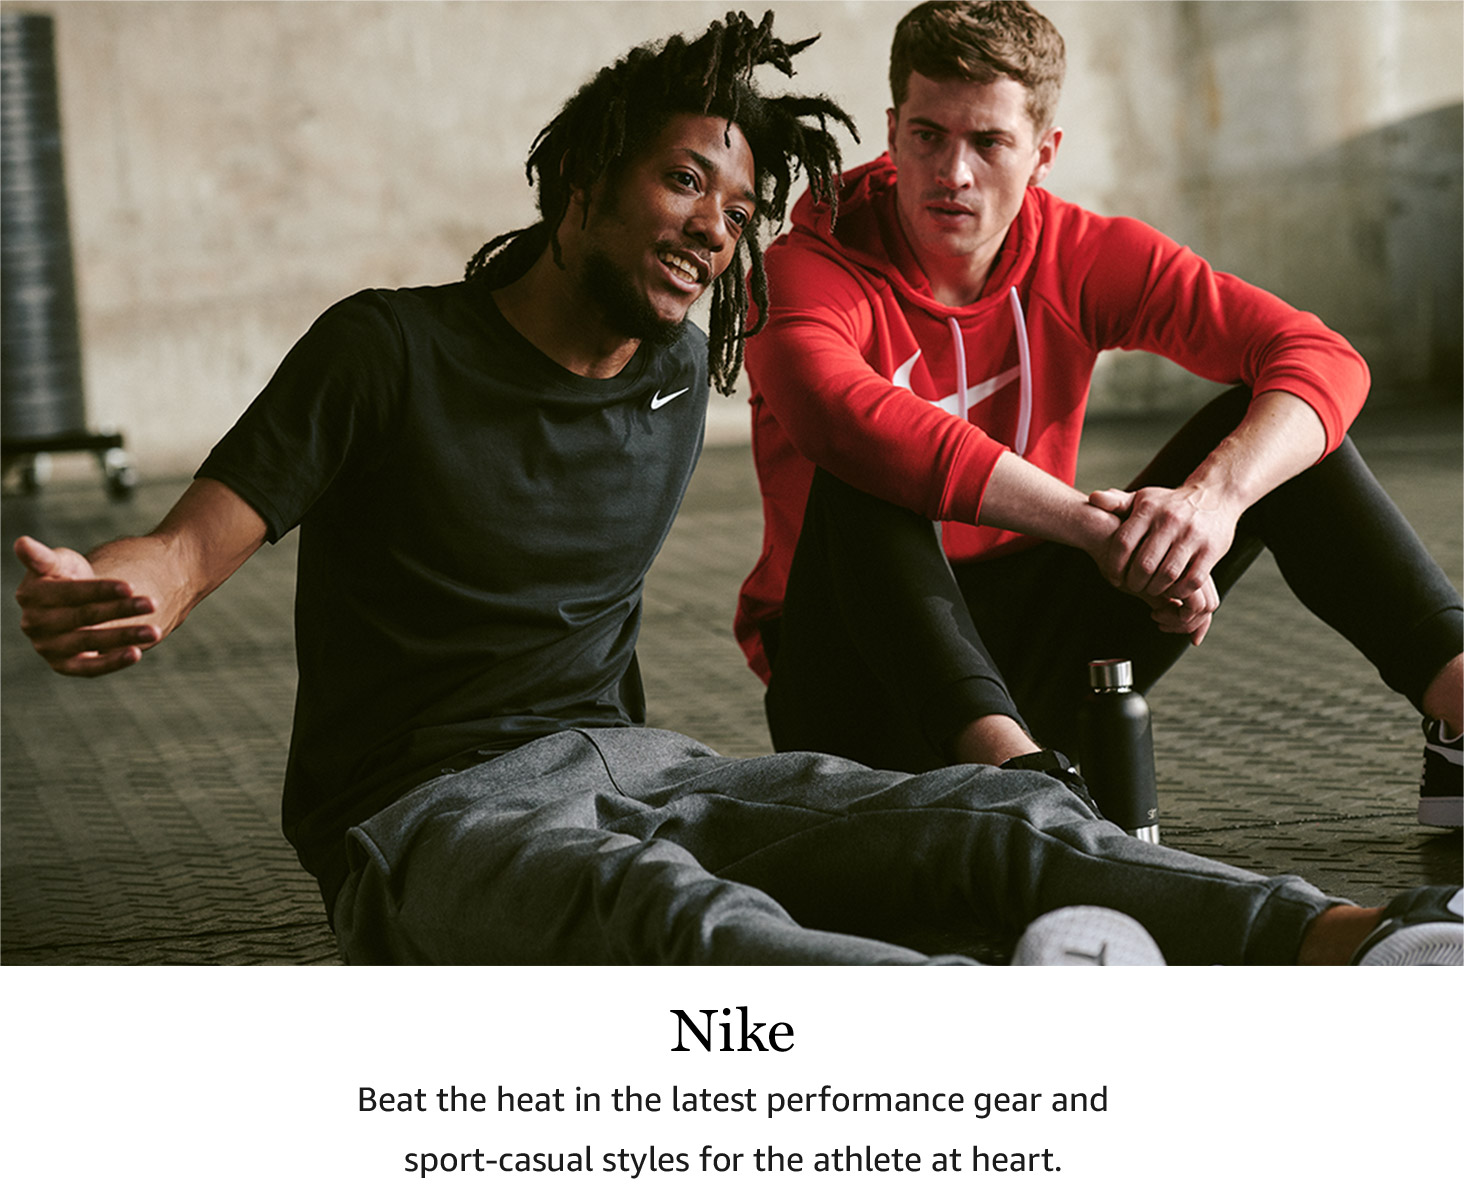 Nike
Beat the heat in the latest performance gear and
sport-casual styles for the athlete at heart.